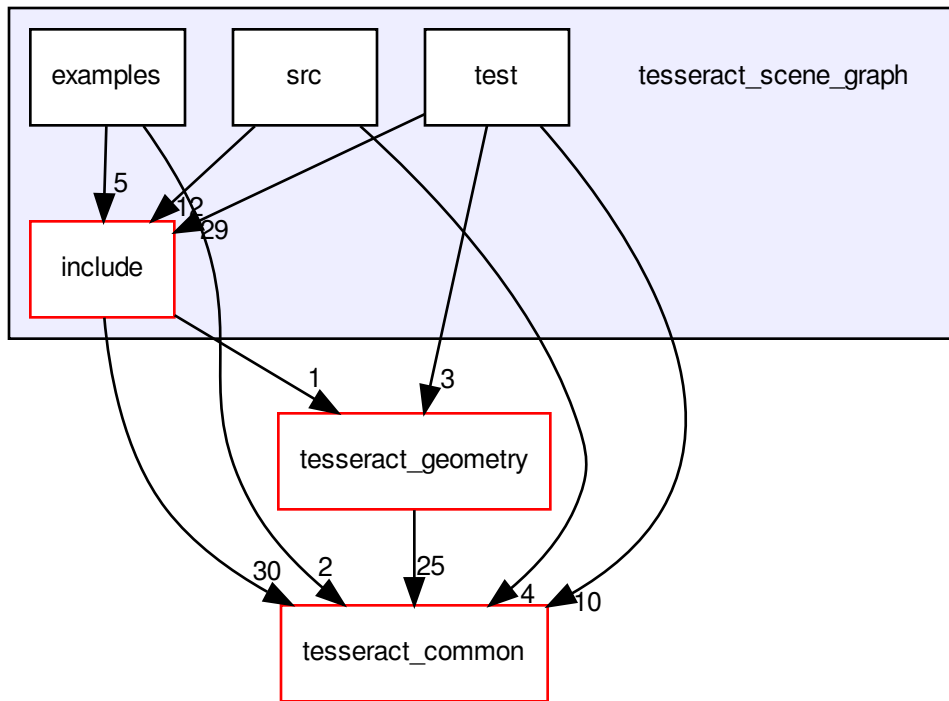 examples
src
test
tesseract_scene_graph
5
12
29
include
1
3
tesseract_geometry
30
2
25
4
10
tesseract_common